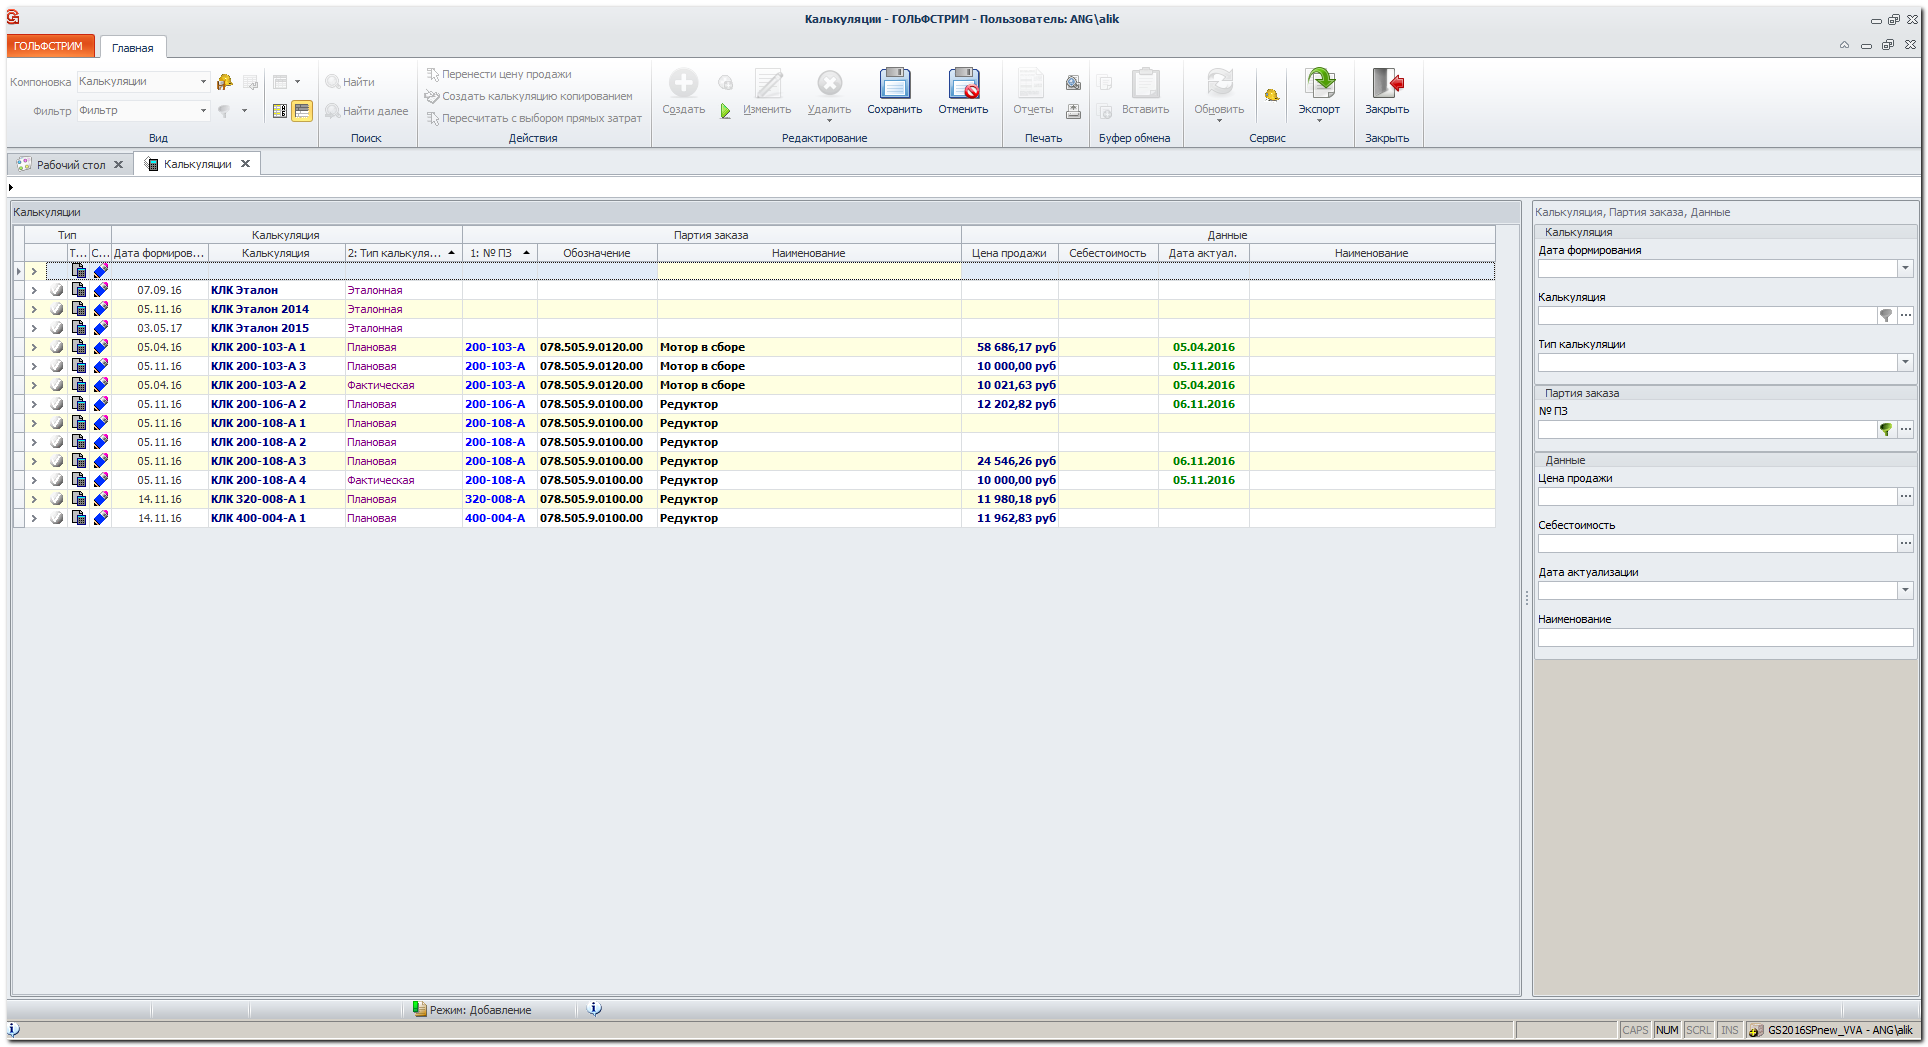 Калькуляции - ГОЛЬФСТРИМ - Пользователь: ANG\alik
ГОЛЬФСТРИМ Главная
Компоновка Калькуляции
Фильтр Фильтр
Вид
Найти
Найти далее
Поиск
Перенести цену продажи
Создать калькуляцию копированием
Пересчитать с выбором прямых затрат
Действия
Создать Изменить Удалить Сохранить Отменить
Редактирование
Отчеты
Печать
Вставить
Буфер обмена
Обновить Экспорт
Сервис
Закрыть
Закрыть
Рабочий стол Калькуляции
Калькуляции
Тип Калькуляция Партия заказа Данные
Т... С... Дата формиров... Калькуляция 2: Тип калькуля... 1: № ПЗ Обозначение Наименование Цена продажи Себестоимость Дата актуал. Наименование
07.09.16 КЛК Эталон Эталонная
05.11.16 КЛК Эталон 2014 Эталонная
03.05.17 КЛК Эталон 2015 Эталонная
05.04.16 КЛК 200-103-А 1 Плановая 200-103-А 078.505.9.0120.00 Мотор в сборе 58 686,17 руб 05.04.2016
05.11.16 КЛК 200-103-А 3 Плановая 200-103-А 078.505.9.0120.00 Мотор в сборе 10 000,00 руб 05.11.2016
05.04.16 КЛК 200-103-А 2 Фактическая 200-103-А 078.505.9.0120.00 Мотор в сборе 10 021,63 руб 05.04.2016
05.11.16 КЛК 200-106-А 2 Плановая 200-106-А 078.505.9.0100.00 Редуктор 12 202,82 руб 06.11.2016
05.11.16 КЛК 200-108-А 1 Плановая 200-108-А 078.505.9.0100.00 Редуктор
05.11.16 КЛК 200-108-А 2 Плановая 200-108-А 078.505.9.0100.00 Редуктор
05.11.16 КЛК 200-108-А 3 Плановая 200-108-А 078.505.9.0100.00 Редуктор 24 546,26 руб 06.11.2016
05.11.16 КЛК 200-108-А 4 Фактическая 200-108-А 078.505.9.0100.00 Редуктор 10 000,00 руб 05.11.2016
14.11.16 КЛК 320-008-А 1 Плановая 320-008-А 078.505.9.0100.00 Редуктор 11 980,18 руб
14.11.16 КЛК 400-004-А 1 Плановая 400-004-А 078.505.9.0100.00 Редуктор 11 962,83 руб
Калькуляция, Партия заказа, Данные
Калькуляция
Дата формирования
Калькуляция
Тип калькуляции
Партия заказа
№ ПЗ
Данные
Цена продажи
Себестоимость
Дата актуализации
Наименование
Режим: Добавление
CAPS NUM SCRL INS GS2016SPnew_VVA - ANG\alik